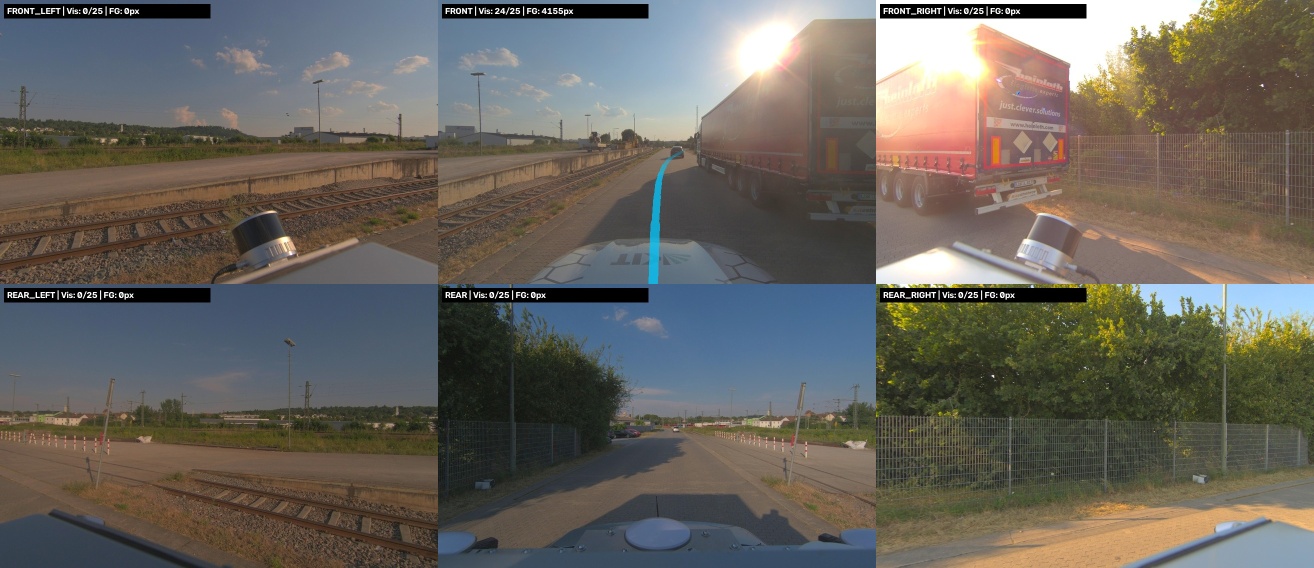 FRONT_LEFT | Vis: 0/25 | FG: 0px
FRONT | Vis: 24/25 | FG: 4155px
FRONT_RIGHT | Vis: 0/25 | FG: 0px
just.clever.solutions
KIT
REAR_LEFT | Vis: 0/25 | FG: 0px
REAR | Vis: 0/25 | FG: 0px
REAR_RIGHT | Vis: 0/25 | FG: 0px